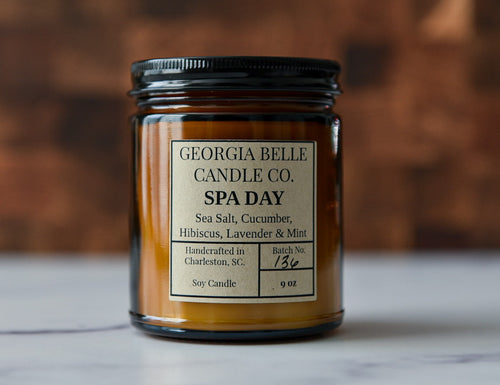 GEORGIA BELLE
CANDLE CO.
SPA DAY
Sea Salt, Cucumber,
Hibiscus, Lavender & Mint
Handcrafted in
Charleston, SC.
Soy Candle
Batch No.
136
9 oz